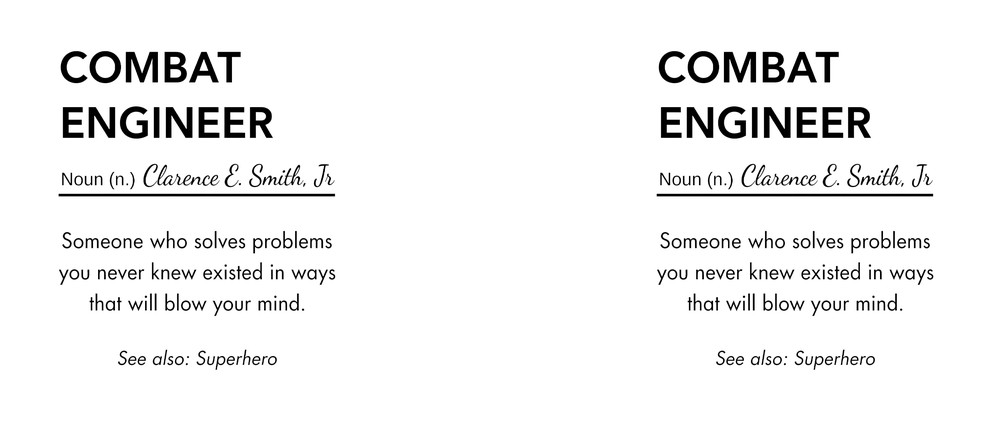 COMBAT
ENGINEER
Noun (n.) Clarence E. Smith, Jr
Someone who solves problems
you never knew existed in ways
that will blow your mind.
See also: Superhero
COMBAT
ENGINEER
Noun (n.) Clarence E. Smith, Jr
Someone who solves problems
you never knew existed in ways
that will blow your mind.
See also: Superhero